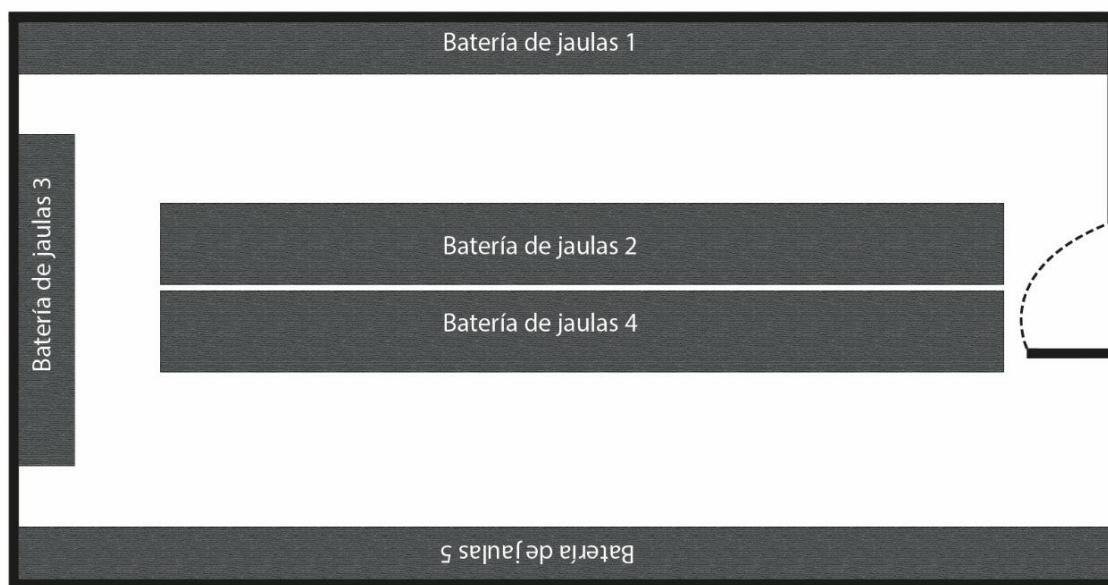 Batería de jaulas 1
Batería de jaulas 3
Batería de jaulas 2
Batería de jaulas 4
Batería de jaulas 5